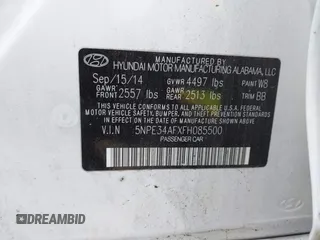 MANUFACTURED BY
HYUNDAI MOTOR MANUFACTURING ALABAMA, LLC
Sep/15/14 GVWR 4497 lbs PAINT W8
GAWR FRONT 2557 lbs GAWR REAR 2513 lbs TRIM BB
THIS VEHICLE CONFORMS TO ALL APPLICABLE U.S. FEDERAL
MOTOR VEHICLE SAFETY, BUMPER, AND THEFT PREVENTION STANDARDS
IN EFFECT ON THE DATE OF MANUFACTURE SHOWN ABOVE.
V.I.N 5NPE34AFXFH085500
PASSENGER CAR
AUTOBIDCAR